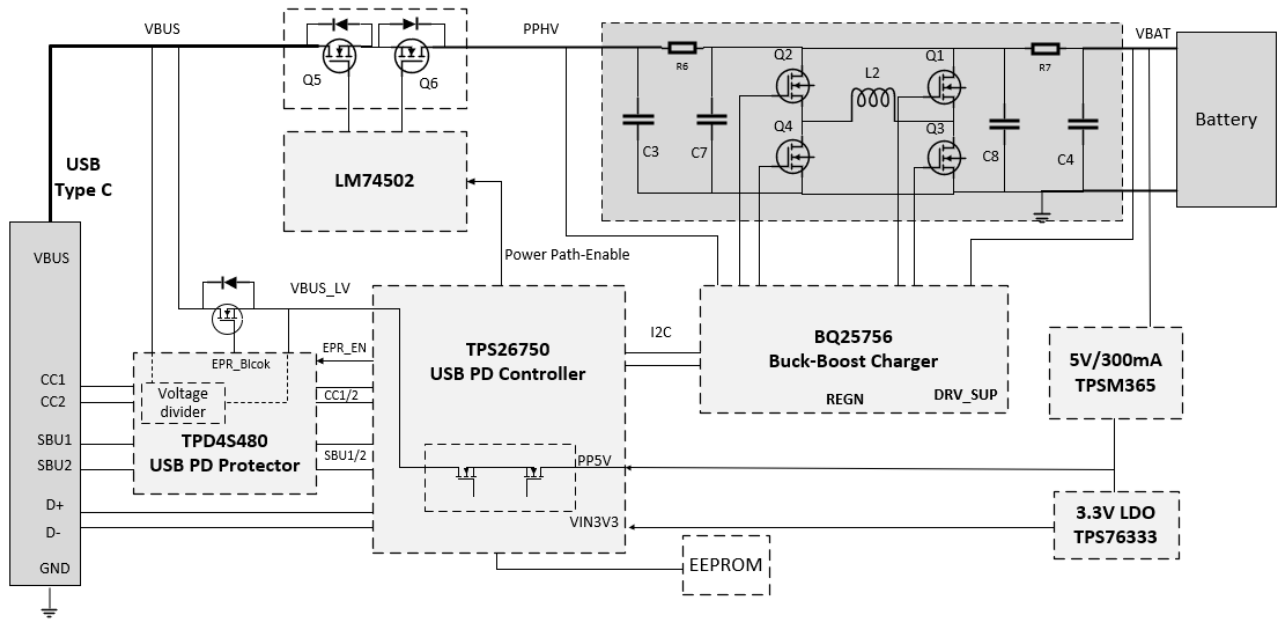 VBUS
PPHV
VBAT
Q5
Q6
R6
Q2
Q1
L2
R7
Q4
Q3
C3
C7
C8
C4
Battery
USB
Type C
LM74502
VBUS
Power Path-Enable
VBUS_LV
EPR_EN
EPR_Blcok
TPS26750
USB PD Controller
I2C
BQ25756
Buck-Boost Charger
REGN
DRV_SUP
5V/300mA
TPSM365
CC1
CC2
Voltage
divider
CC1/2
TPD4S480
USB PD Protector
SBU1
SBU2
SBU1/2
PP5V
D+
D-
VIN3V3
3.3V LDO
TPS76333
EEPROM
GND